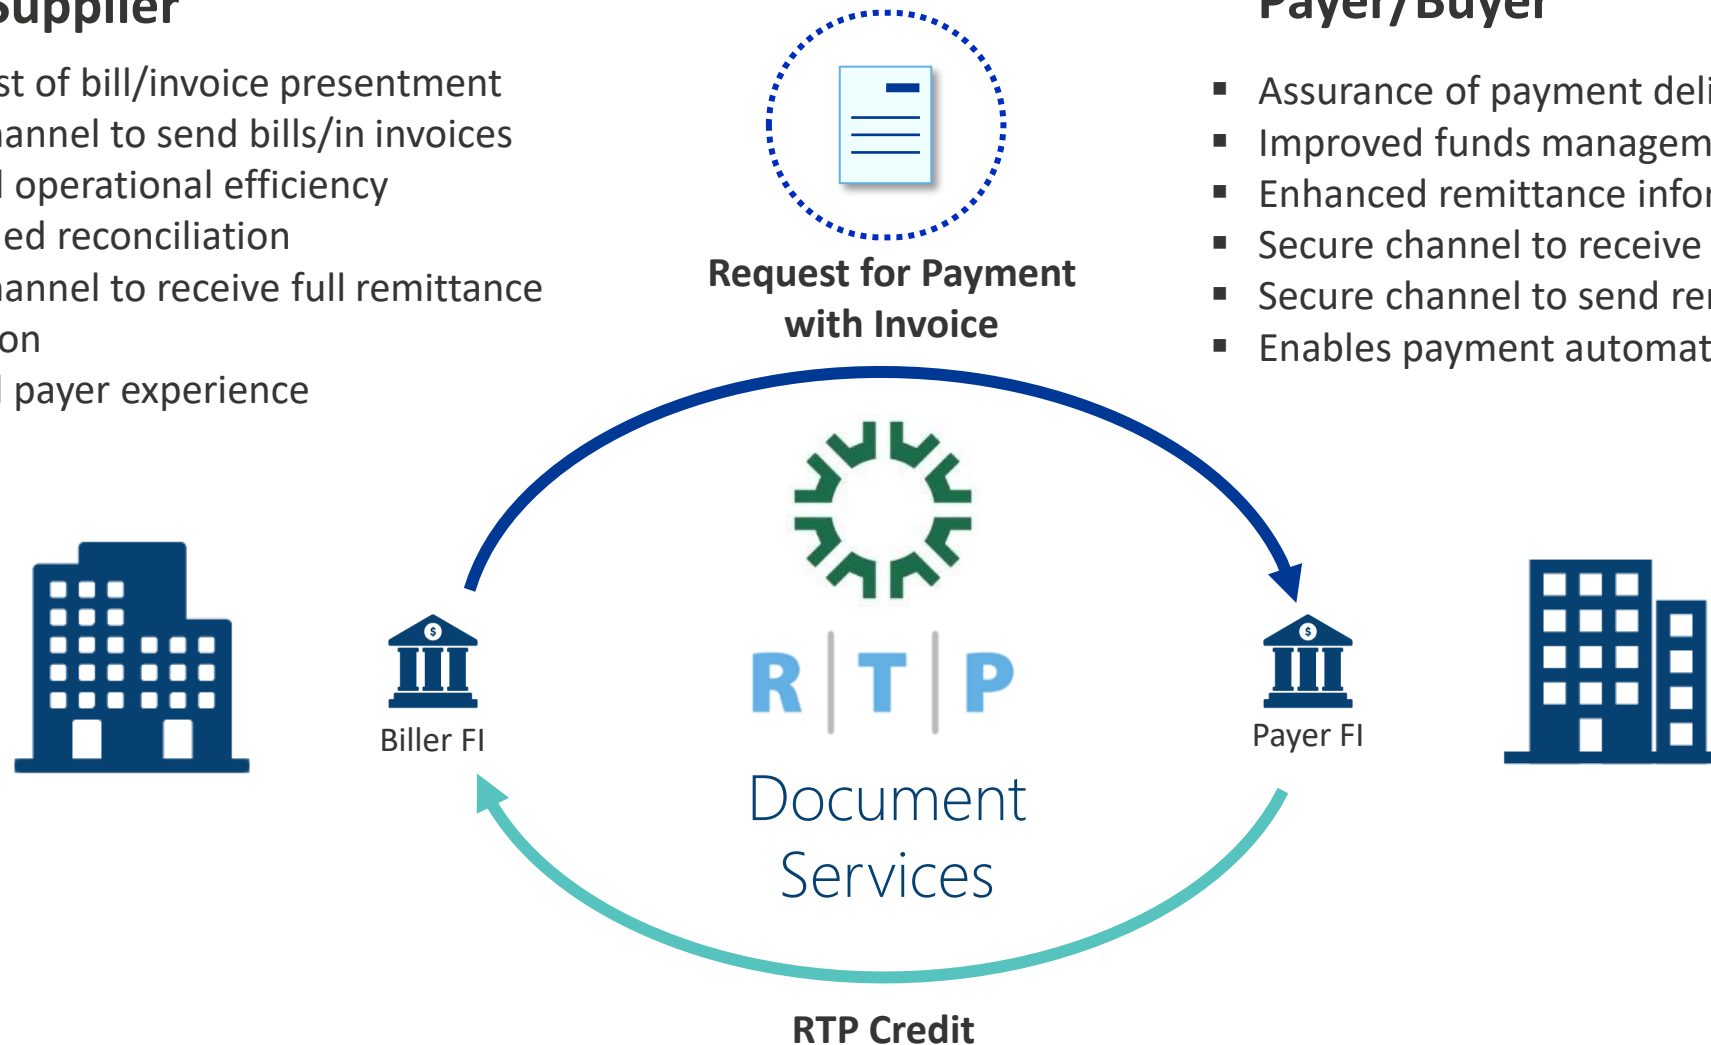 Supplier
st of bill/invoice presentment
hannel to send bills/in invoices
operational efficiency
ed reconciliation
hannel to receive full remittance
on
payer experience
Request for Payment
with Invoice
Payer/Buyer
▪ Assurance of payment deli
▪ Improved funds managem
▪ Enhanced remittance infor
▪ Secure channel to receive
▪ Secure channel to send rem
▪ Enables payment automat
$
Biller FI
R|T|P
Document
Services
$
Payer FI
RTP Credit